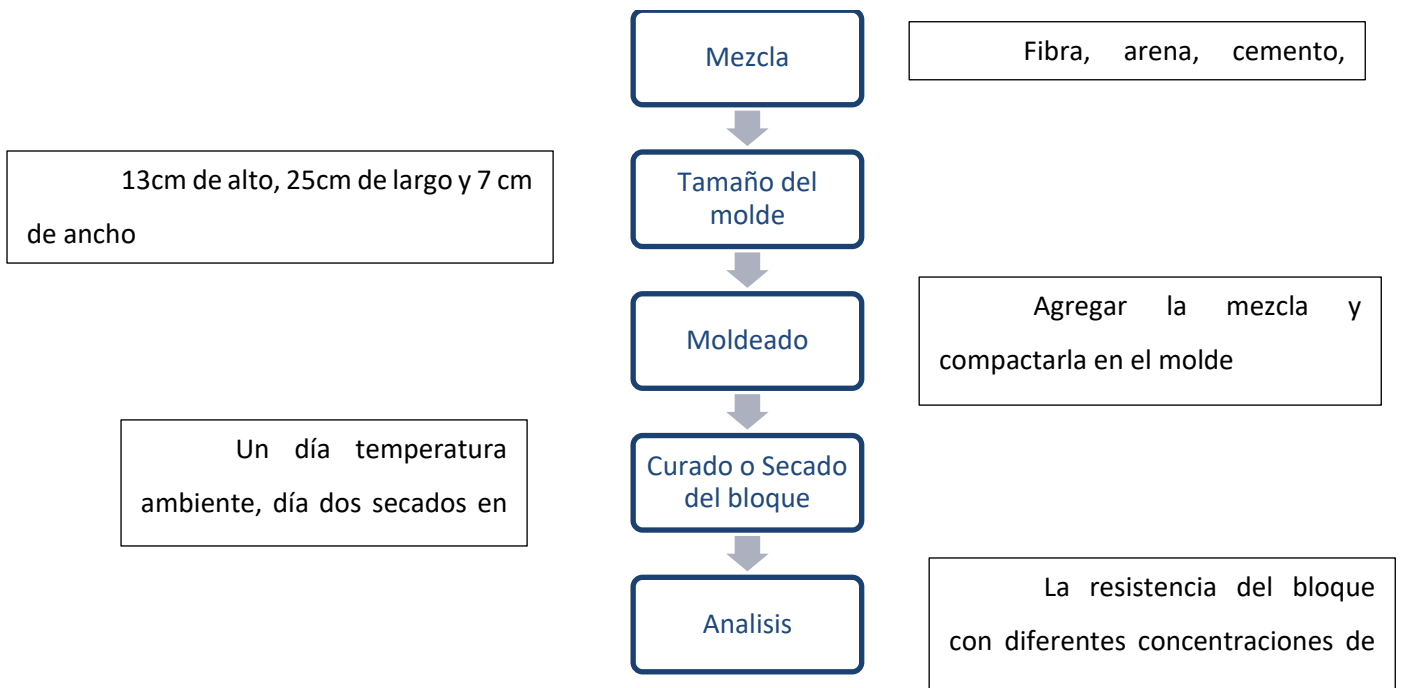 Mezcla
Fibra, arena, cemento,
Tamaño del
molde
13cm de alto, 25cm de largo y 7 cm
de ancho
Moldeado
Agregar la mezcla y
compactarla en el molde
Curado o Secado
del bloque
Un día temperatura
ambiente, día dos secados en
Analisis
La resistencia del bloque
con diferentes concentraciones de